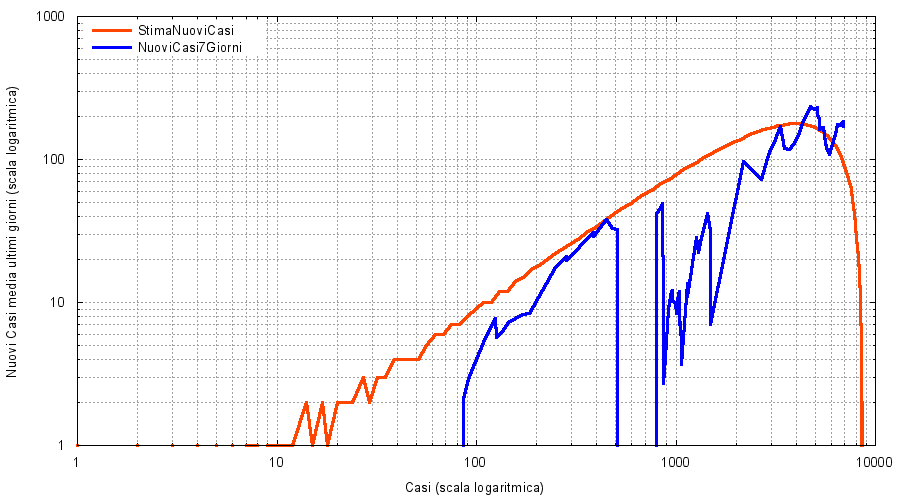 1000
StimaNuoviCasi
NuoviCasi7Giorni
100
Nuovi Casi media ultimi giorni (scala logaritmica)
10
1
1
10
100
1000
10000
Casi (scala logaritmica)